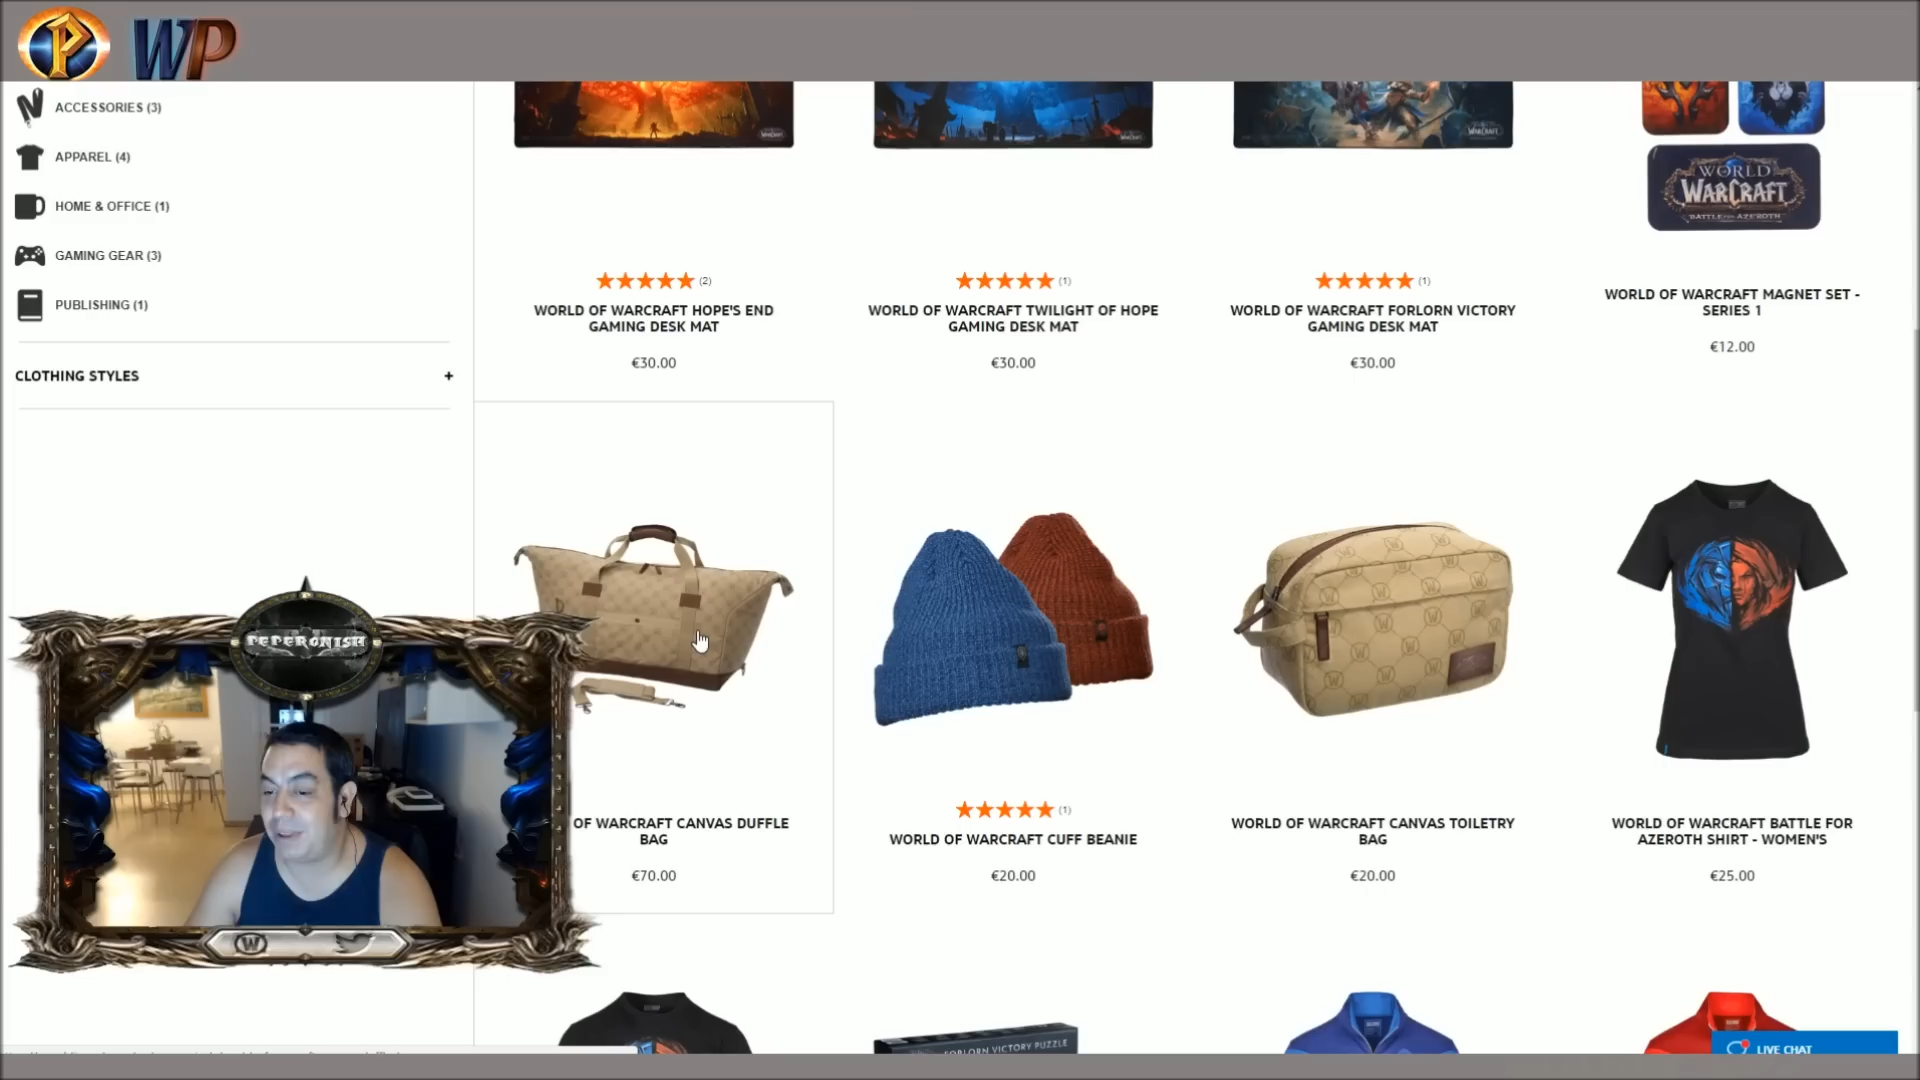 WP
ACCESSORIES (3)
APPAREL (4)
HOME & OFFICE (1)
GAMING GEAR (3)
PUBLISHING (1)
CLOTHING STYLES +
WORLD
WARCRAFT
BATTLE FOR AZEROTH
(2)
WORLD OF WARCRAFT HOPE'S END
GAMING DESK MAT
€30.00
(1)
WORLD OF WARCRAFT TWILIGHT OF HOPE
GAMING DESK MAT
€30.00
(1)
WORLD OF WARCRAFT FORLORN VICTORY
GAMING DESK MAT
€30.00
WORLD OF WARCRAFT MAGNET SET -
SERIES 1
€12.00
PEPERONISH
OF WARCRAFT CANVAS DUFFLE
BAG
€70.00
(1)
WORLD OF WARCRAFT CUFF BEANIE
€20.00
WORLD OF WARCRAFT CANVAS TOILETRY
BAG
€20.00
WORLD OF WARCRAFT BATTLE FOR
AZEROTH SHIRT - WOMEN'S
€25.00
FORLORN VICTORY PUZZLE
LIVE CHAT